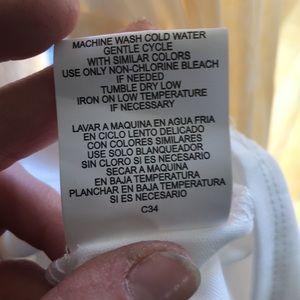 MACHINE WASH COLD WATER
GENTLE CYCLE
WITH SIMILAR COLORS
USE ONLY NON-CHLORINE BLEACH
IF NEEDED
TUMBLE DRY LOW
IRON ON LOW TEMPERATURE
IF NECESSARY
LAVAR A MAQUINA EN AGUA FRIA
EN CICLO LENTO DELICADO
CON COLORES SIMILARES
USE SOLO BLANQUEADOR
SIN CLORO SI ES NECESARIO
SECAR A MAQUINA
EN BAJA TEMPERATURA
PLANCHAR EN BAJA TEMPERATURA
SI ES NECESARIO
C34